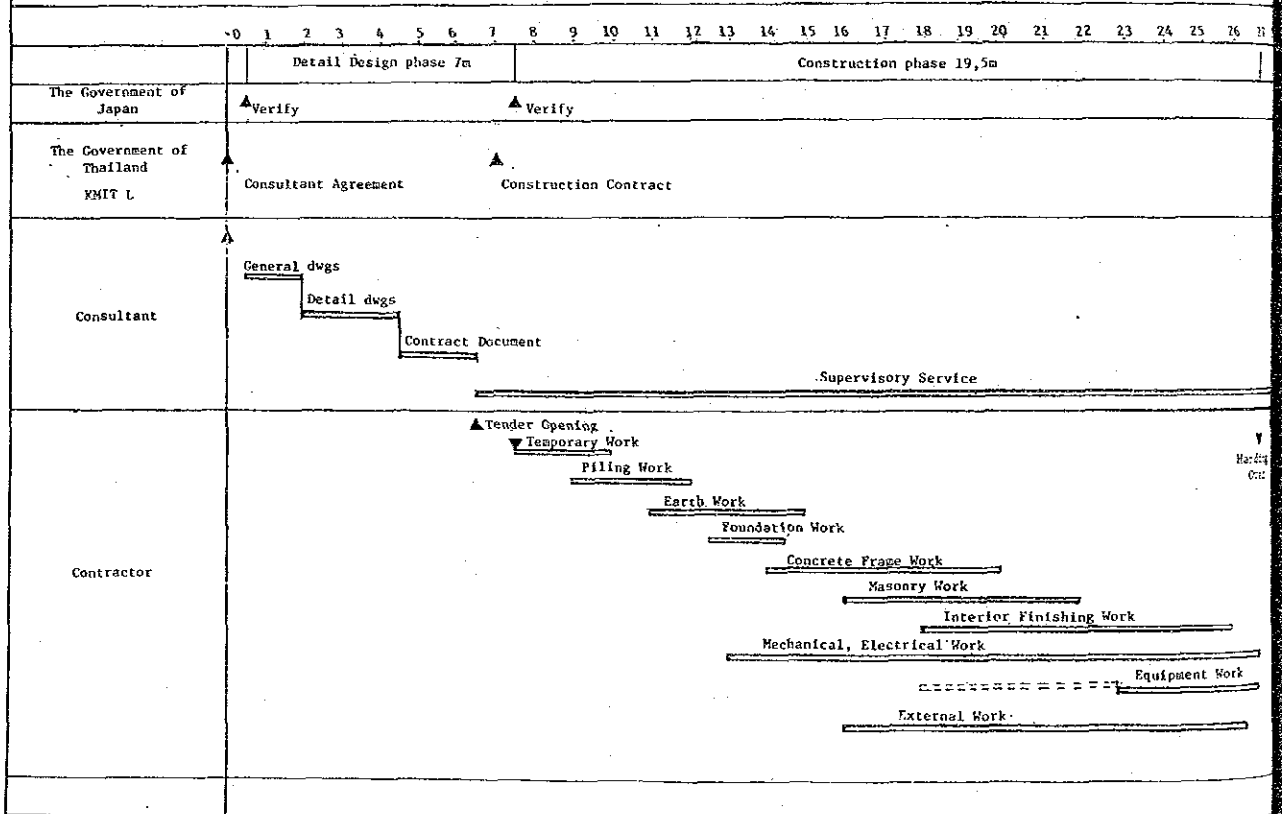 0 1 2 3 4 5 6 7 8 9 10 11 12 13 14 15 16 17 18 19 20 21 22 23 24 25 26
Detail Design phase 7m
Construction phase 19,5m
The Government of
Japan
Verify
Verify
The Government of
Thailand
KMIT L
Consultant Agreement
Construction Contract
Consultant
General dwgs
Detail dwgs
Contract Document
Supervisory Service
Contractor
Tender Opening
Temporary Work
Piling Work
Earth Work
Foundation Work
Concrete Frame Work
Masonry Work
Interior Finishing Work
Mechanical, Electrical Work
Equipment Work
External Work